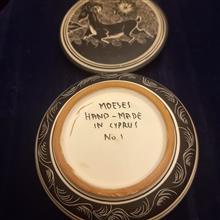 MOESES
HAND-MADE
IN CYPRUS
No. 1